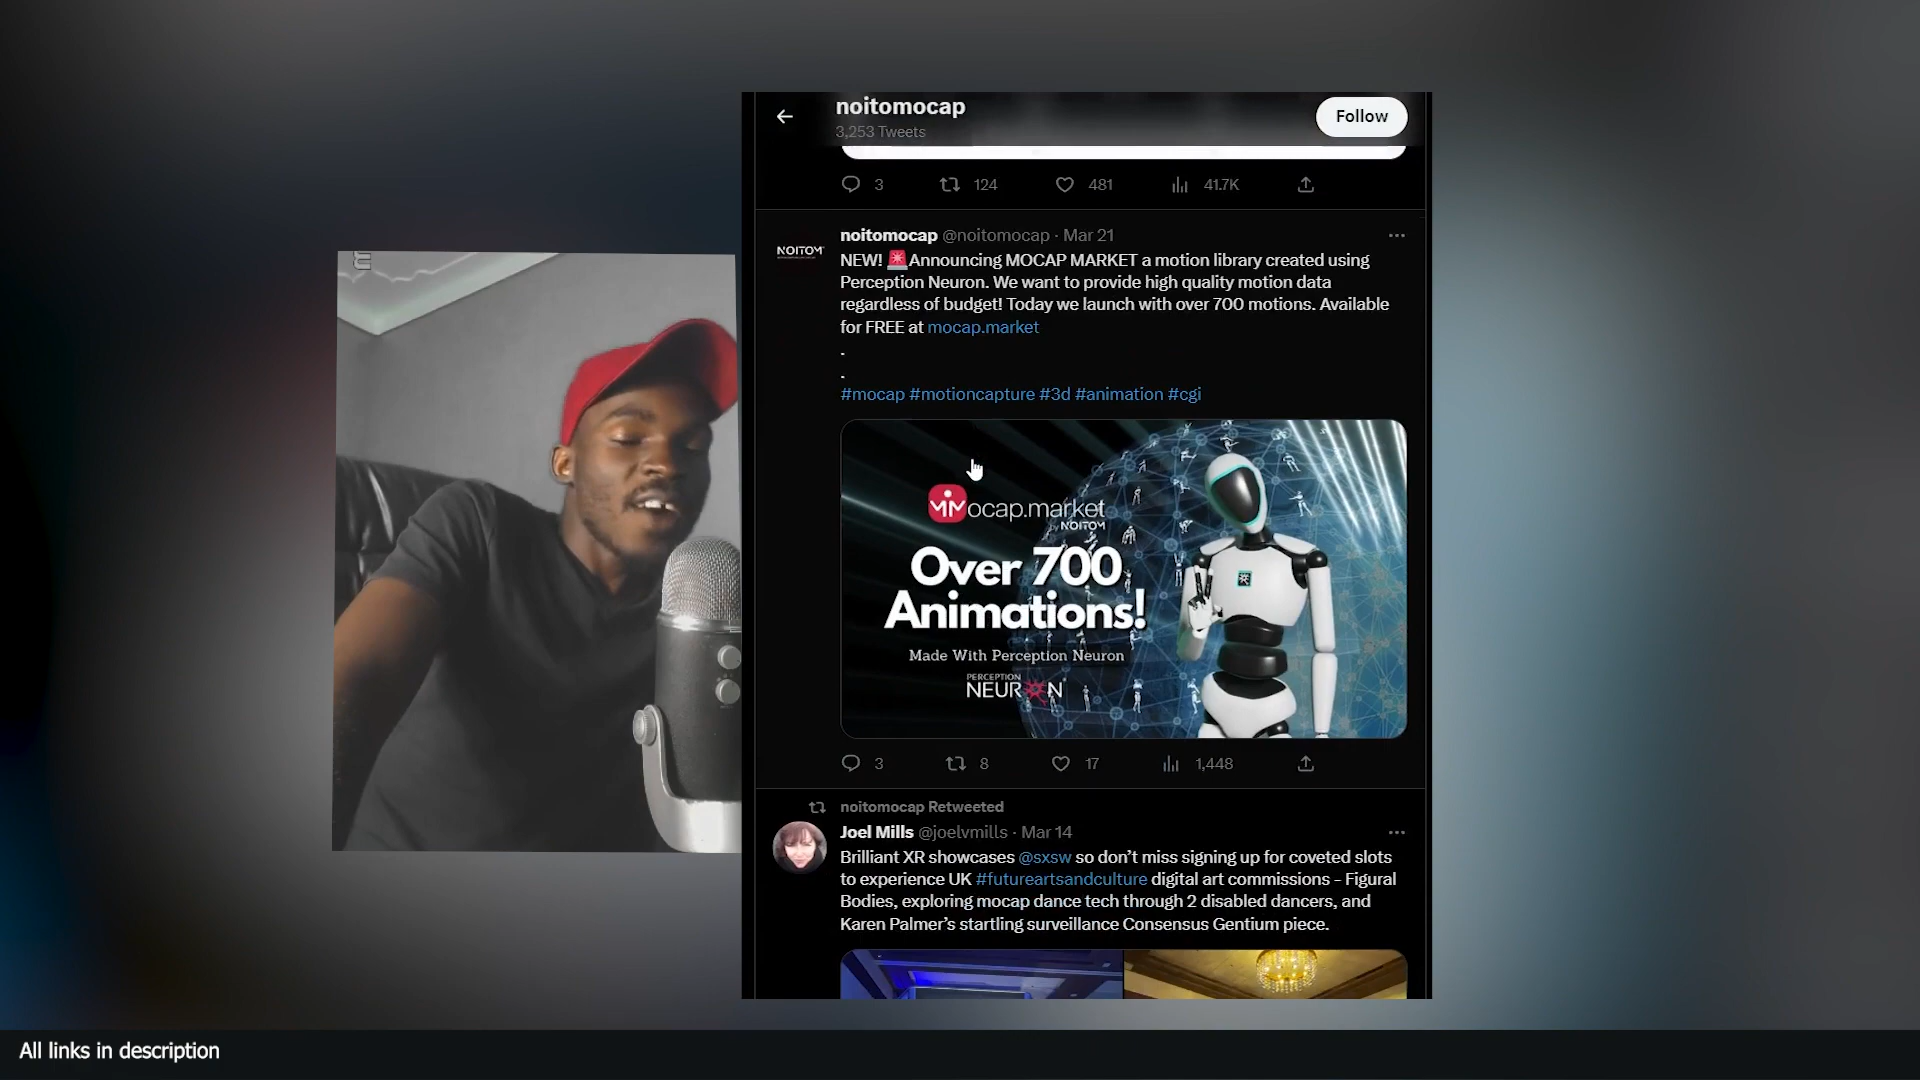 noitomocap
3,253 Tweets
Follow
3 124 481 41.7K
NOITOM
noitomocap @noitomocap · Mar 21
NEW! 🚨Announcing MOCAP MARKET a motion library created using
Perception Neuron. We want to provide high quality motion data
regardless of budget! Today we launch with over 700 motions. Available
for FREE at mocap.market
.
.
#mocap #motioncapture #3d #animation #cgi
Mocap.market
by NOITOM
Over 700
Animations!
Made With Perception Neuron
PERCEPTION
NEURON
3 8 17 1,448
noitomocap Retweeted
Joel Mills @joelvmills · Mar 14
Brilliant XR showcases @sxsw so don’t miss signing up for coveted slots
to experience UK #futureartsandculture digital art commissions - Figural
Bodies, exploring mocap dance tech through 2 disabled dancers, and
Karen Palmer’s startling surveillance Consensus Gentium piece.
All links in description